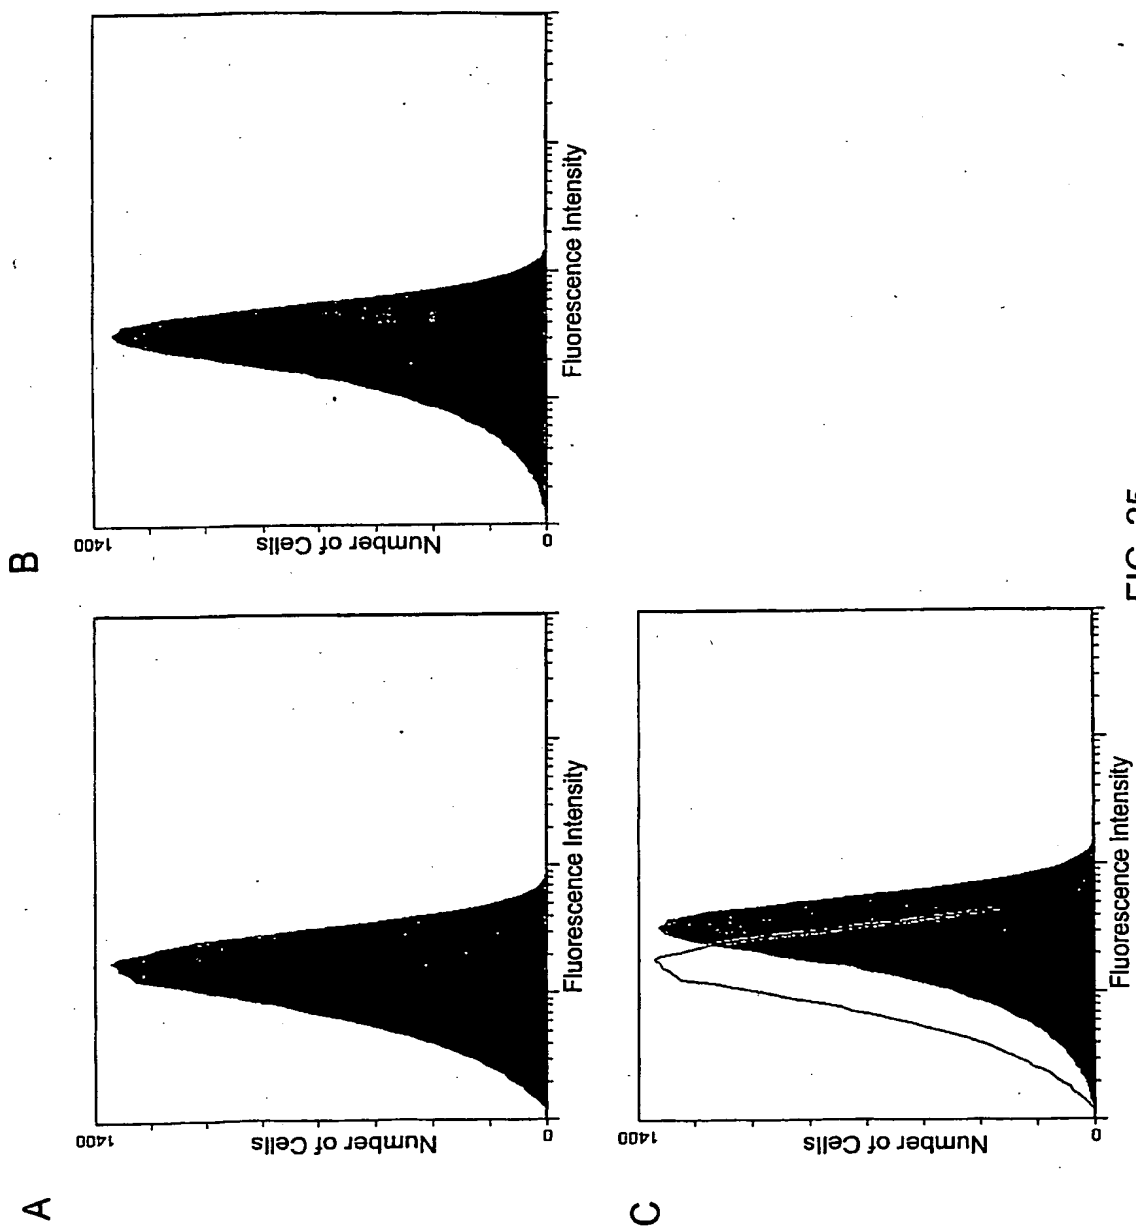 A
1400
Number of Cells
0
Fluorescence Intensity
B
1400
Number of Cells
0
Fluorescence Intensity
C
1400
Number of Cells
0
Fluorescence Intensity